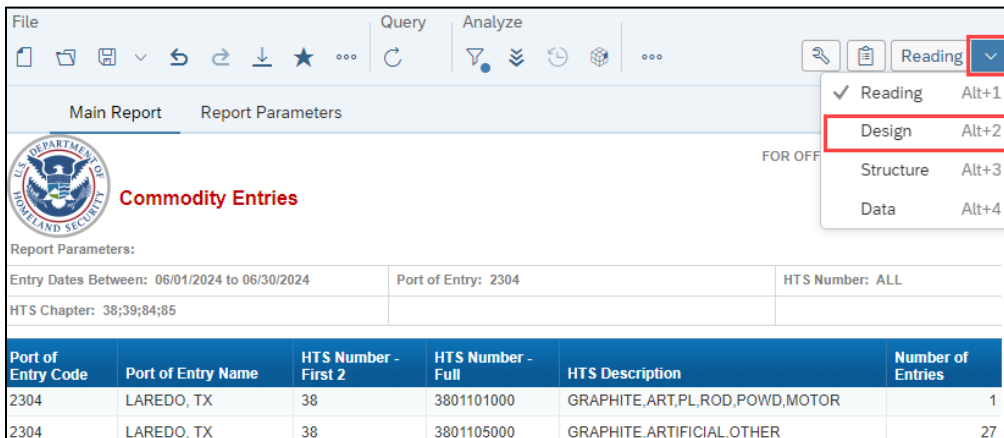 File Query Analyze
Reading
Reading Alt+1
Design Alt+2
Structure Alt+3
Data Alt+4
Main Report Report Parameters
U.S. DEPARTMENT OF HOMELAND SECURITY
FOR OFF
Commodity Entries
Report Parameters:
Entry Dates Between: 06/01/2024 to 06/30/2024 Port of Entry: 2304 HTS Number: ALL
HTS Chapter: 38;39;84;85
Port of Entry Code Port of Entry Name HTS Number - First 2 HTS Number - Full HTS Description Number of Entries
2304 LAREDO, TX 38 3801101000 GRAPHITE,ART,PL,ROD,POWD,MOTOR 1
2304 LAREDO, TX 38 3801105000 GRAPHITE,ARTIFICIAL,OTHER 27